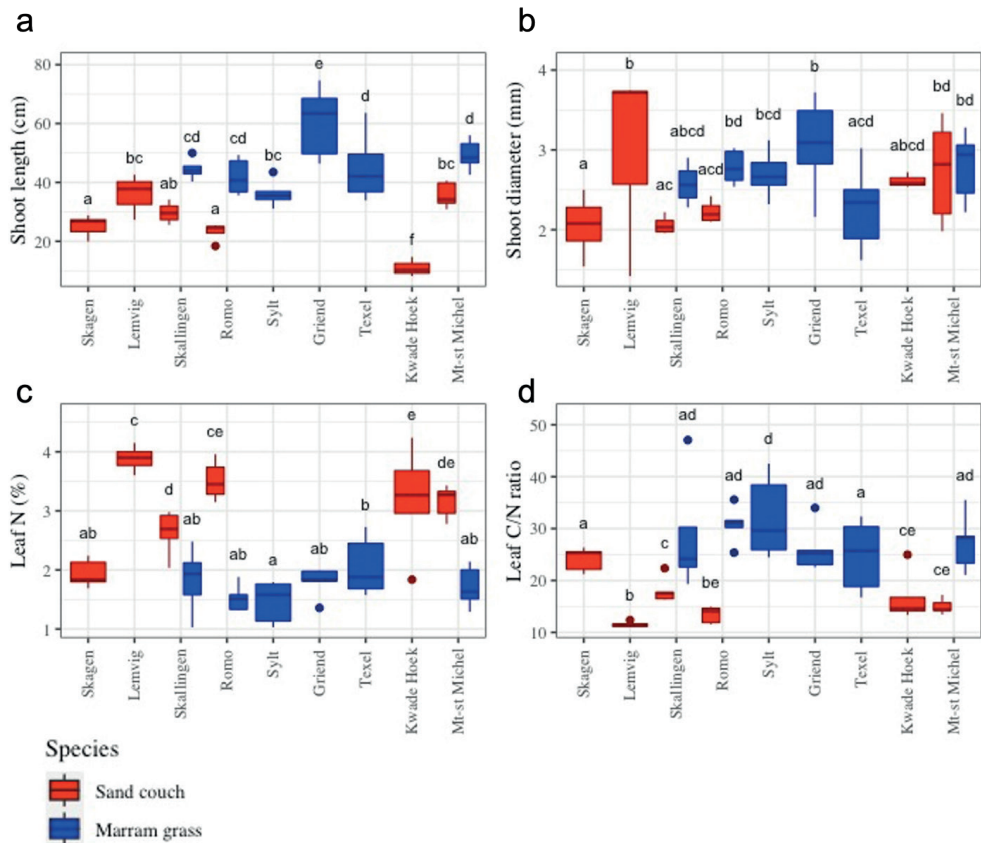 a
Shoot length (cm)
80
60
40
20
a
bc
ab
cd
a
cd
bc
e
d
f
bc
d
Skagen
Lemvig
Skallingen
Romo
Sylt
Griend
Texel
Kwade Hoek
Mt-st Michel
b
Shoot diameter (mm)
4
3
2
a
b
ac
abcd
acd
bd
bcd
b
acd
abcd
bd
bd
Skagen
Lemvig
Skallingen
Romo
Sylt
Griend
Texel
Kwade Hoek
Mt-st Michel
c
Leaf N (%)
4
3
2
1
ab
c
d
ab
ce
ab
a
ab
b
e
de
ab
Skagen
Lemvig
Skallingen
Romo
Sylt
Griend
Texel
Kwade Hoek
Mt-st Michel
d
Leaf C/N ratio
50
40
30
20
10
a
b
c
ad
be
ad
d
ad
a
ce
ce
ad
Skagen
Lemvig
Skallingen
Romo
Sylt
Griend
Texel
Kwade Hoek
Mt-st Michel
Species
Sand couch
Marram grass